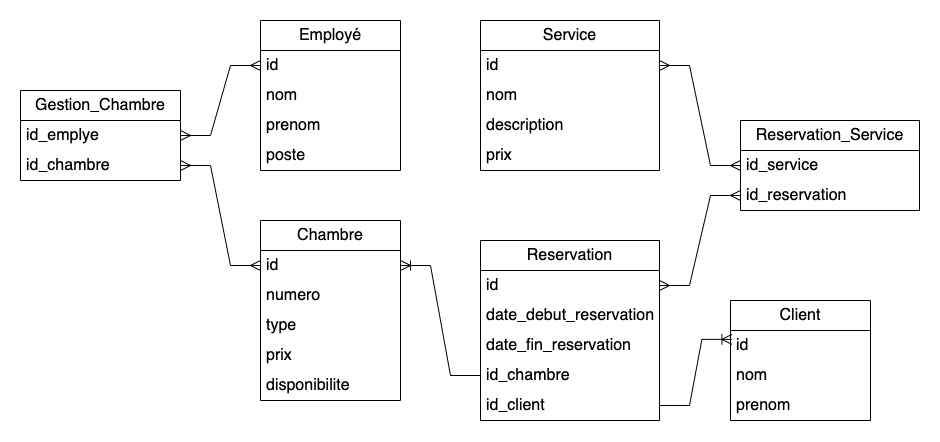 Employé
id
nom
prenom
poste
Service
id
nom
description
prix
Gestion_Chambre
id_emplye
id_chambre
Reservation_Service
id_service
id_reservation
Chambre
id
numero
type
prix
disponibilite
Reservation
id
date_debut_reservation
date_fin_reservation
id_chambre
id_client
Client
id
nom
prenom